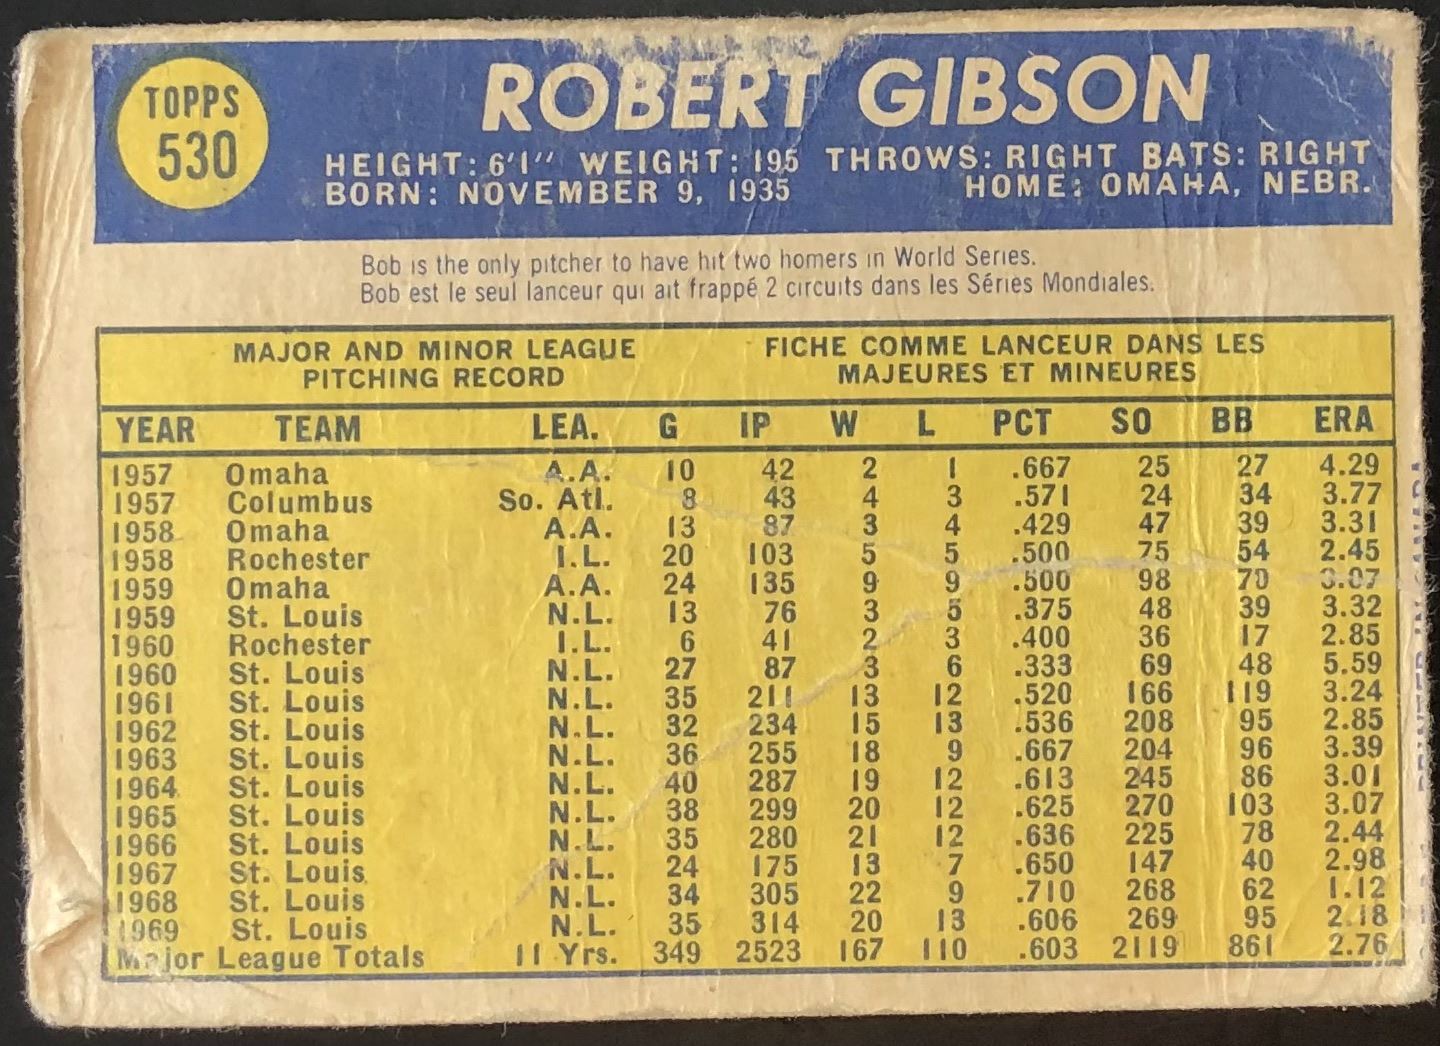 TOPPS
530
ROBERT GIBSON
HEIGHT: 6'1" WEIGHT: 195 THROWS: RIGHT BATS: RIGHT
BORN: NOVEMBER 9, 1935 HOME: OMAHA, NEBR.
Bob is the only pitcher to have hit two homers in World Series.
Bob est le seul lanceur qui ait frappé 2 circuits dans les Séries Mondiales.
MAJOR AND MINOR LEAGUE
PITCHING RECORD
FICHE COMME LANCEUR DANS LES
MAJEURES ET MINEURES
YEAR TEAM LEA. G IP W L PCT SO BB ERA
1957 Omaha A.A. 10 42 2 1 .667 25 27 4.29
1957 Columbus So. Atl. 8 43 4 3 .571 24 34 3.77
1958 Omaha A.A. 13 87 3 4 .429 47 39 3.31
1958 Rochester I.L. 20 103 5 5 .500 75 54 2.45
1959 Omaha A.A. 24 135 9 9 .500 98 70 3.07
1959 St. Louis N.L. 13 76 3 5 .375 48 39 3.32
1960 Rochester I.L. 6 41 2 3 .400 36 17 2.85
1960 St. Louis N.L. 27 87 3 6 .333 69 48 5.59
1961 St. Louis N.L. 35 211 13 12 .520 166 119 3.24
1962 St. Louis N.L. 32 234 15 13 .536 208 95 2.85
1963 St. Louis N.L. 36 255 18 9 .667 204 96 3.39
1964 St. Louis N.L. 40 287 19 12 .613 245 86 3.01
1965 St. Louis N.L. 38 299 20 12 .625 270 103 3.07
1966 St. Louis N.L. 35 280 21 12 .636 225 78 2.44
1967 St. Louis N.L. 24 175 13 7 .650 147 40 2.98
1968 St. Louis N.L. 34 305 22 9 .710 268 62 1.12
1969 St. Louis N.L. 35 314 20 13 .606 269 95 2.18
Major League Totals 11 Yrs. 349 2523 167 110 .603 2119 861 2.76
PRINTED IN CANADA